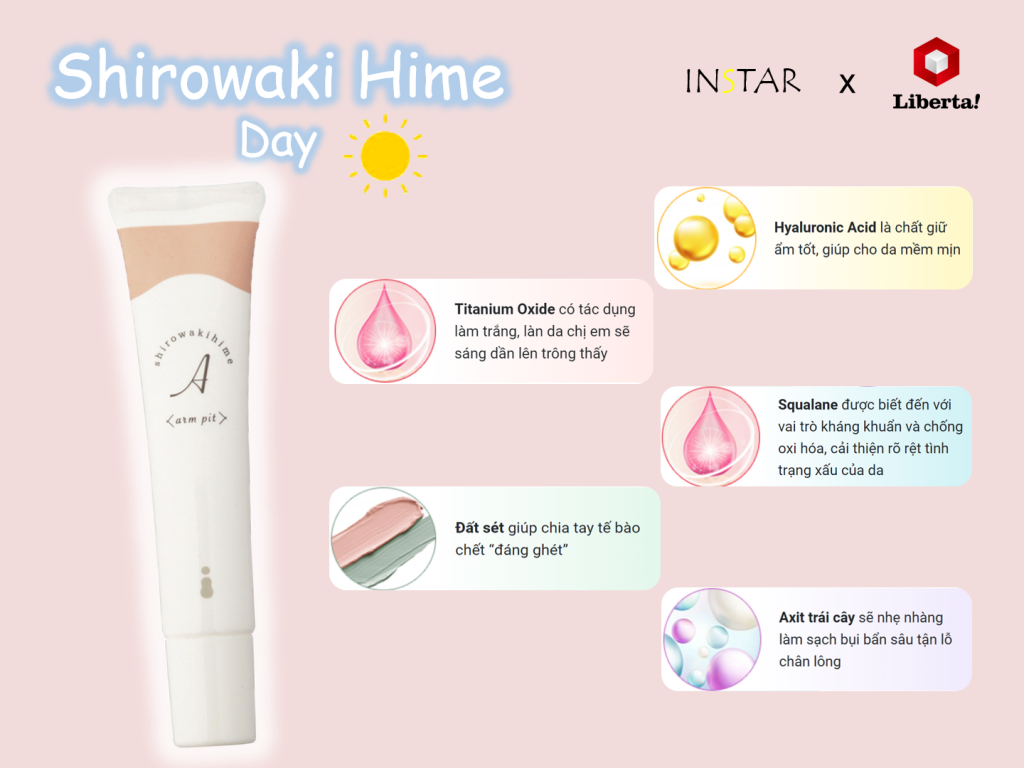 Shirowaki Hime
Day
INSTAR x Liberta!
shirowakihime
A
<arm pit>
Hyaluronic Acid là chất giữ
ẩm tốt, giúp cho da mềm mịn
Titanium Oxide có tác dụng
làm trắng, làn da chị em sẽ
sáng dần lên trông thấy
Squalane được biết đến với
vai trò kháng khuẩn và chống
oxi hóa, cải thiện rõ rệt tình
trạng xấu của da
Đất sét giúp chia tay tế bào
chết “đáng ghét”
Axit trái cây sẽ nhẹ nhàng
làm sạch bụi bẩn sâu tận lỗ
chân lông